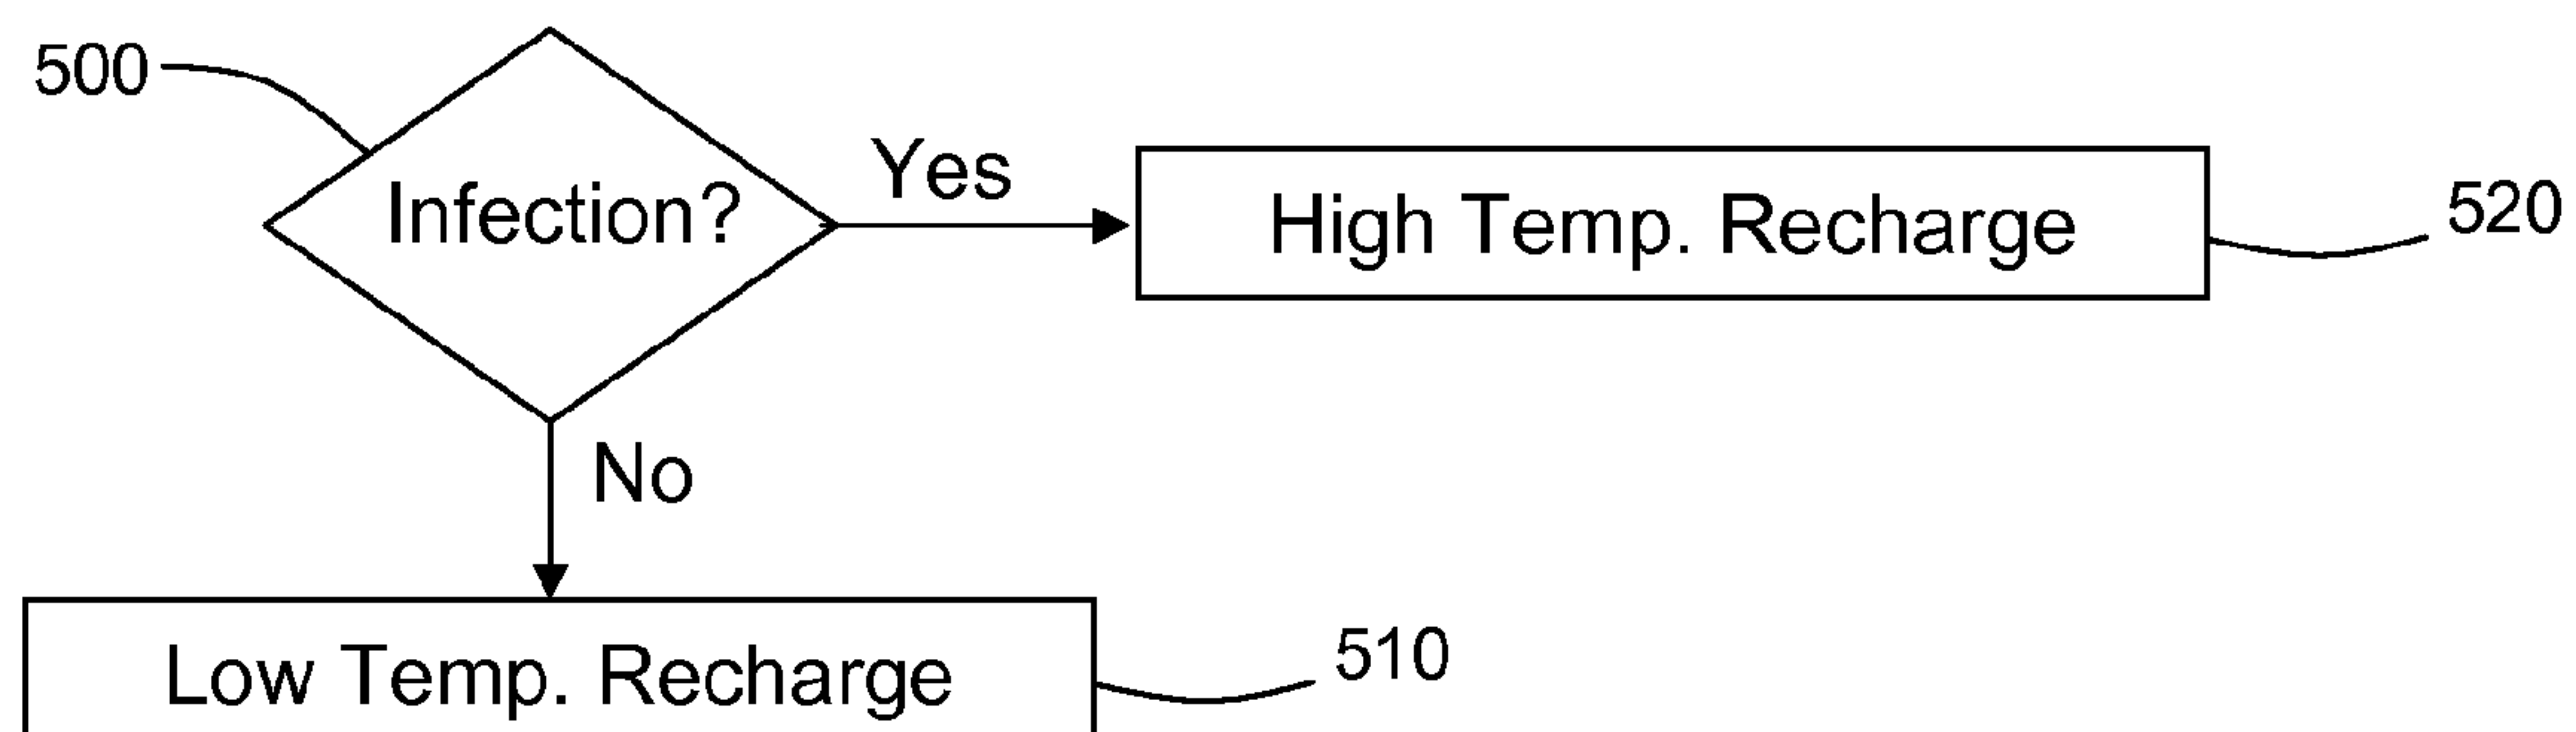 500
Infection?
Yes
High Temp. Recharge
520
No
Low Temp. Recharge
510